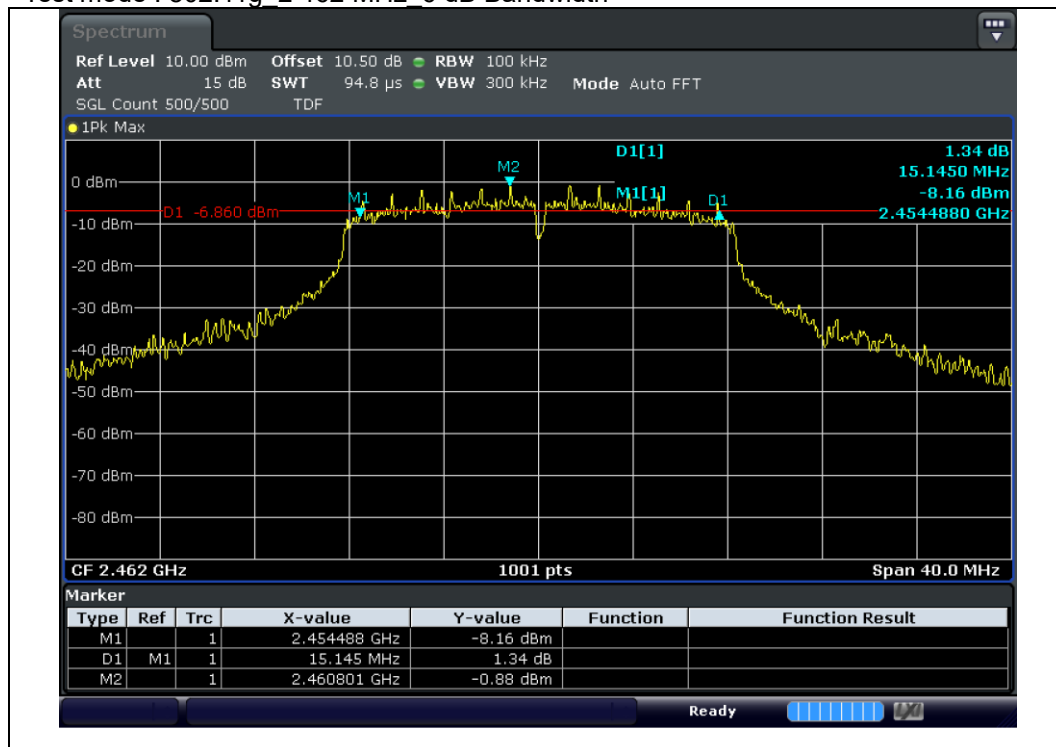 Spectrum
Ref Level 10.00 dBm Offset 10.50 dB RBW 100 kHz
Att 15 dB SWT 94.8 µs VBW 300 kHz Mode Auto FFT
SGL Count 500/500 TDF
1Pk Max
D1[1] 1.34 dB
15.1450 MHz
M1[1] -8.16 dBm
2.4544880 GHz
M2
M1
D1
D1 -6.860 dBm
0 dBm
-10 dBm
-20 dBm
-30 dBm
-40 dBm
-50 dBm
-60 dBm
-70 dBm
-80 dBm
CF 2.462 GHz 1001 pts Span 40.0 MHz
Marker
Type Ref Trc X-value Y-value Function Function Result
M1 1 2.454488 GHz -8.16 dBm
D1 M1 1 15.145 MHz 1.34 dB
M2 1 2.460801 GHz -0.88 dBm
Ready